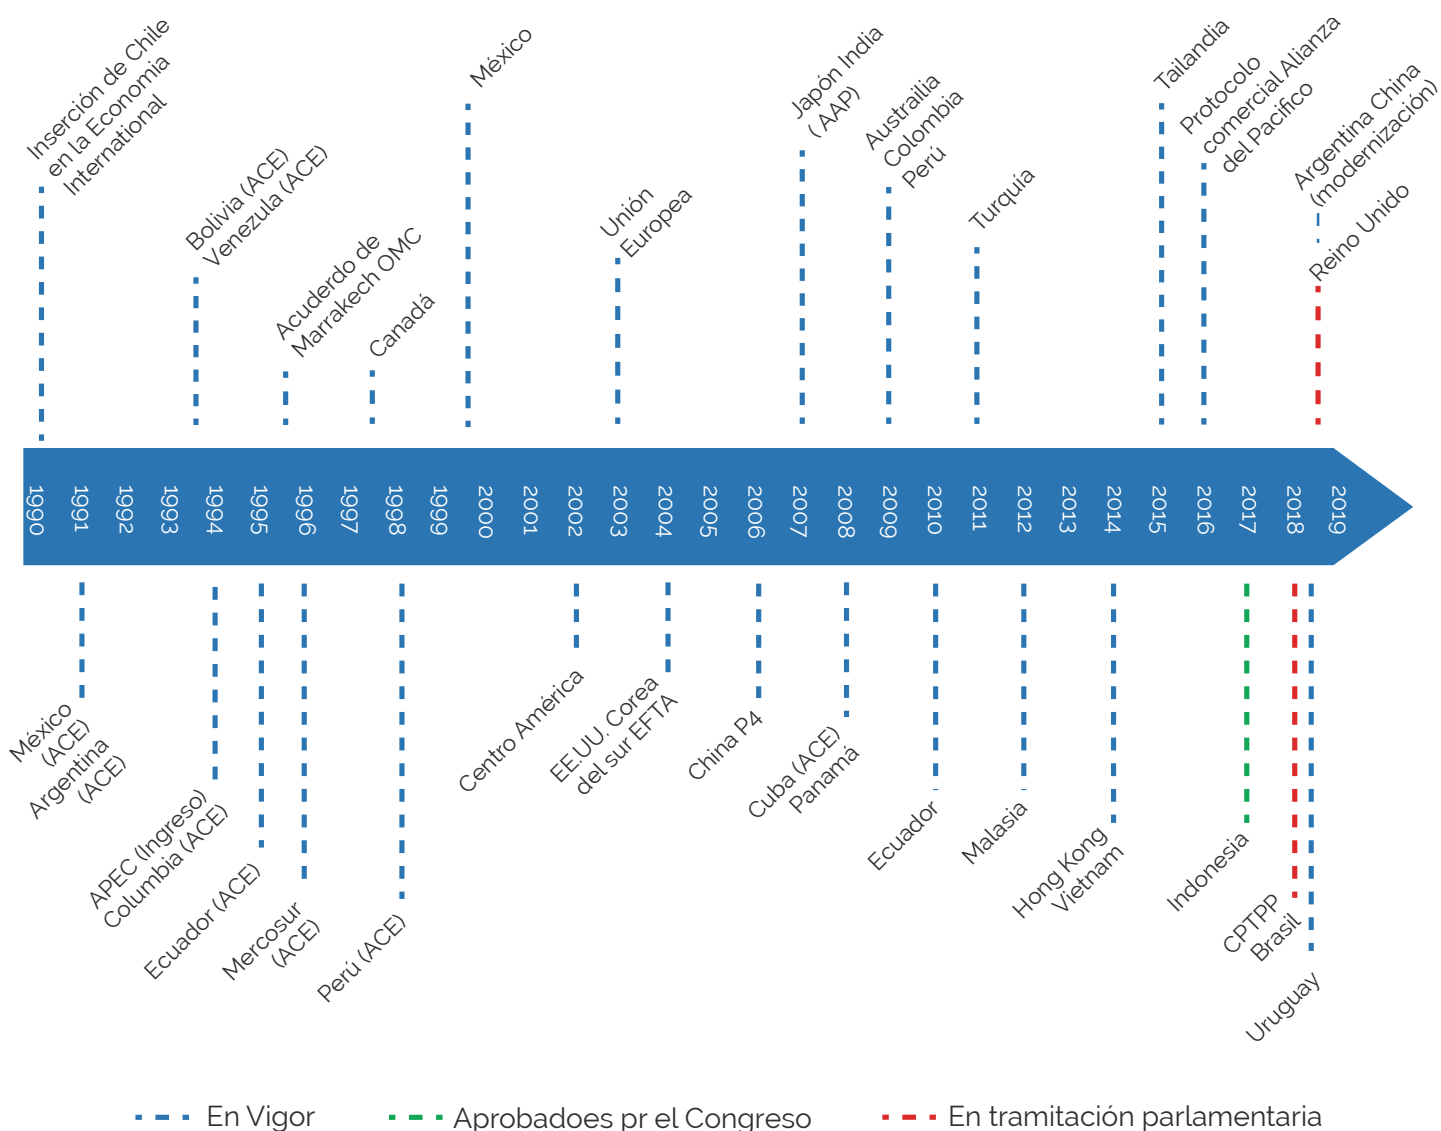 Inserción de Chile
en la Economia
International
Bolivia (ACE)
Venezula (ACE)
Acuderdo de
Marrakech OMC
Canadá
México
Unión
Europea
Japón India
( AAP)
Austrailia
Colombia
Perú
Turquía
Tailandia
Protocolo
comercial Alianza
del Pacifico
Argentina China
(modernización)
Reino Unido
1990
1991
1992
1993
1994
1995
1996
1997
1998
1999
2000
2001
2002
2003
2004
2005
2006
2007
2008
2009
2010
2011
2012
2013
2014
2015
2016
2017
2018
2019
México
(ACE)
Argentina
(ACE)
APEC (Ingreso)
Columbia (ACE)
Ecuador (ACE)
Mercosur
(ACE)
Perú (ACE)
Centro América
EE.UU. Corea
del sur EFTA
China P4
Cuba (ACE)
Panamá
Ecuador
Malasia
Hong Kong
Vietnam
Indonesia
CPTPP
Brasil
Uruguay
En Vigor
Aprobadoes pr el Congreso
En tramitación parlamentaria